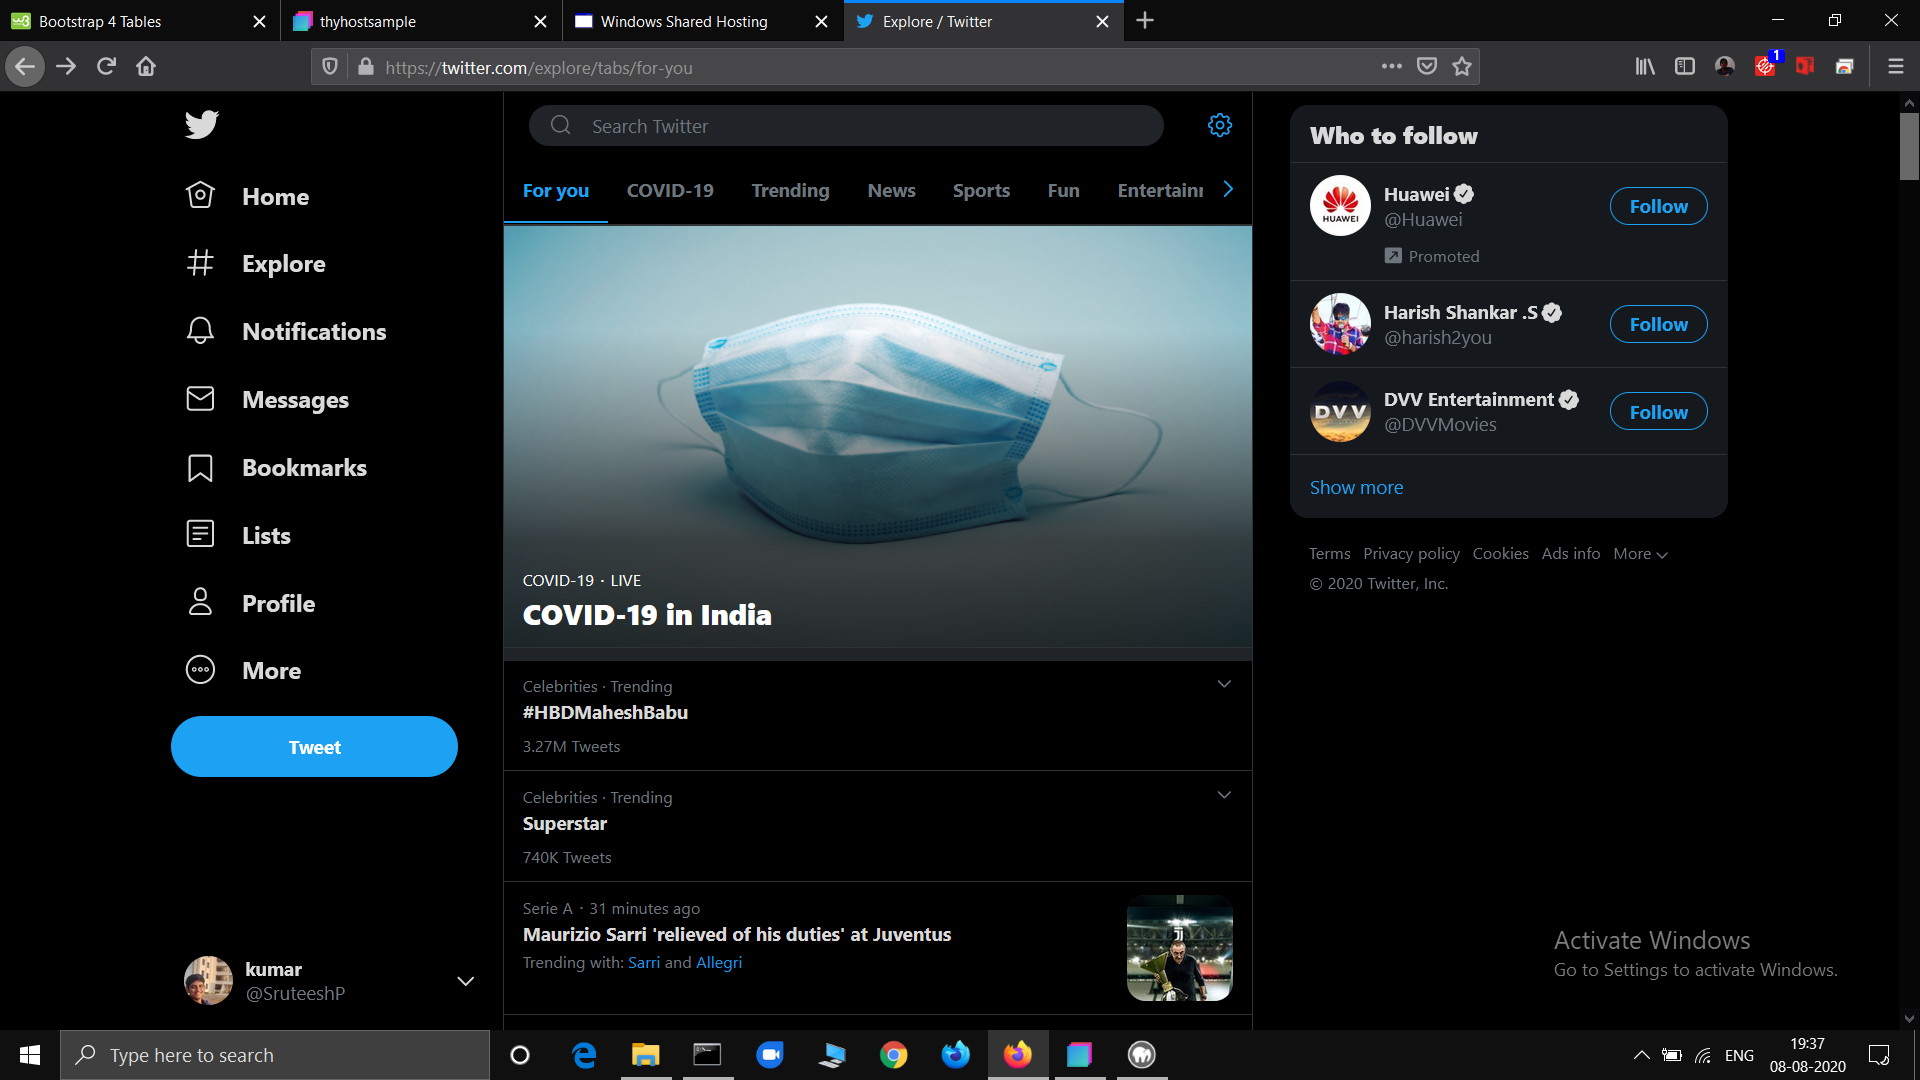 Bootstrap 4 Tables
thyhostsample
Windows Shared Hosting
Explore / Twitter
https://twitter.com/explore/tabs/for-you
1
Search Twitter
Home
Explore
Notifications
Messages
Bookmarks
Lists
Profile
More
Tweet
kumar
@SruteeshP
For you
COVID-19
Trending
News
Sports
Fun
Entertainr
COVID-19 · LIVE
COVID-19 in India
Celebrities · Trending
#HBDMaheshBabu
3.27M Tweets
Celebrities · Trending
Superstar
740K Tweets
Serie A · 31 minutes ago
Maurizio Sarri 'relieved of his duties' at Juventus
Trending with: Sarri and Allegri
Who to follow
HUAWEI
Huawei
@Huawei
Follow
Promoted
Harish Shankar .S
@harish2you
Follow
DVV
DVV Entertainment
@DVVMovies
Follow
Show more
Terms Privacy policy Cookies Ads info More
© 2020 Twitter, Inc.
Activate Windows
Go to Settings to activate Windows.
Type here to search
ENG
19:37
08-08-2020